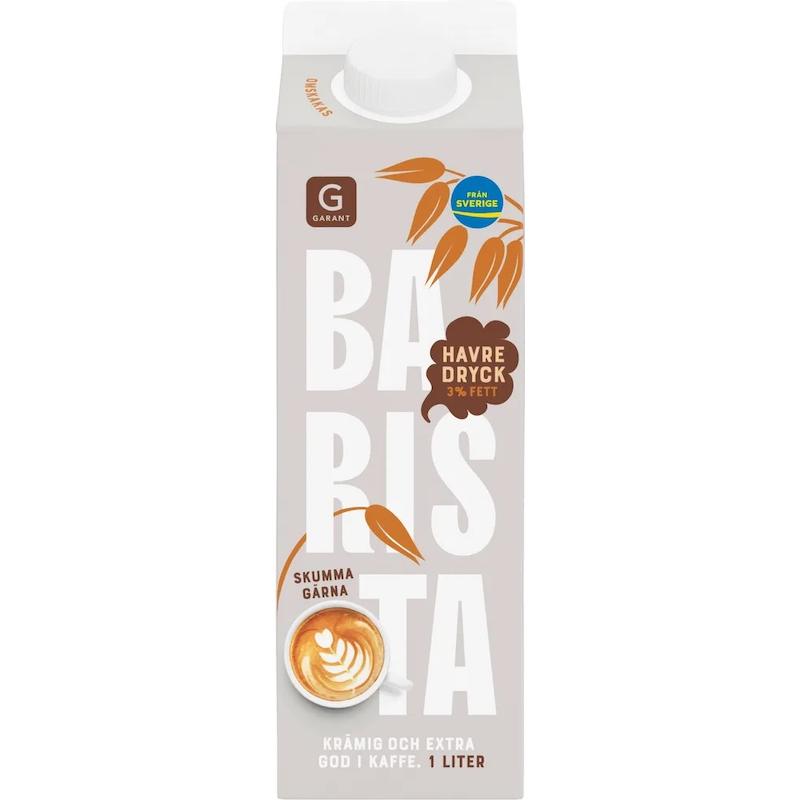 OMSKAKAS
G
GARANT
FRÅN
SVERIGE
BA
HAVRE
DRYCK
3% FETT
RIS
SKUMMA
GÄRNA
TA
KRÄMIG OCH EXTRA
GOD I KAFFE. 1 LITER